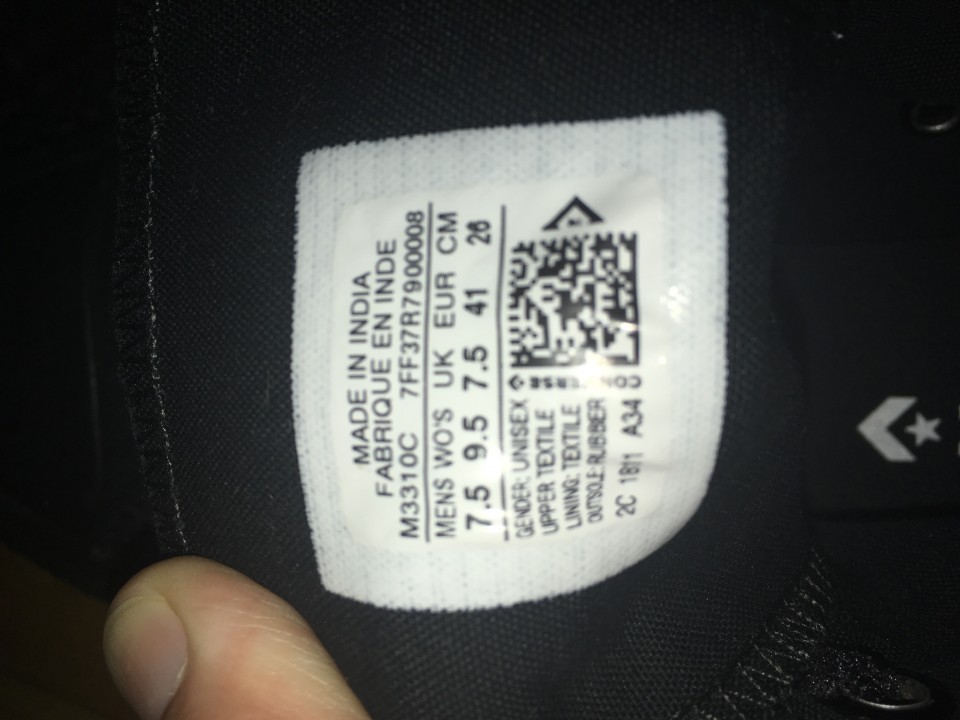 MADE IN INDIA
FABRIQUE EN INDE
M3310C 7FF37R7900008
MENS WO'S UK EUR CM
7.5 9.5 7.5 41 26
GENDER: UNISEX
UPPER TEXTILE
LINING: TEXTILE
OUTSOLE: RUBBER
2C 1811 A34
CONVERSE